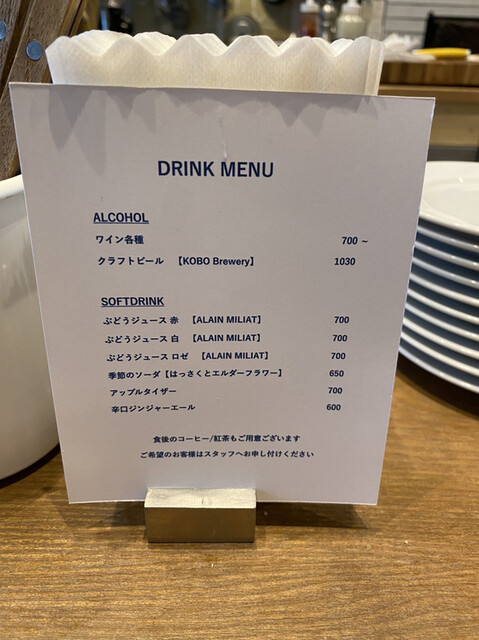 DRINK MENU
ALCOHOL
ワイン各種 700 ~
クラフトビール 【KOBO Brewery】 1030
SOFTDRINK
ぶどうジュース 赤 【ALAIN MILIAT】 700
ぶどうジュース 白 【ALAIN MILIAT】 700
ぶどうジュース ロゼ 【ALAIN MILIAT】 700
季節のソーダ【はっさくとエルダーフラワー】 650
アップルタイザー 700
辛口ジンジャーエール 600
食後のコーヒー/紅茶もご用意ございます
ご希望のお客様はスタッフへお申し付けください